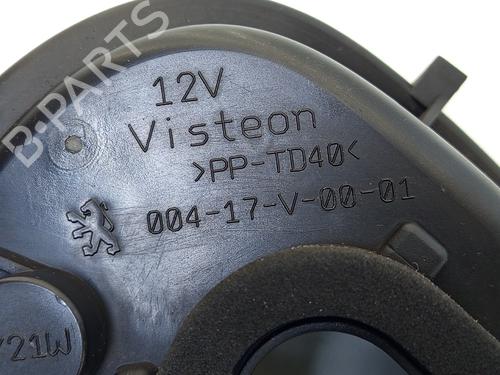 B-PARTS
12V
Visteon
>PP-TD40<
004-17-V-00-01
21W